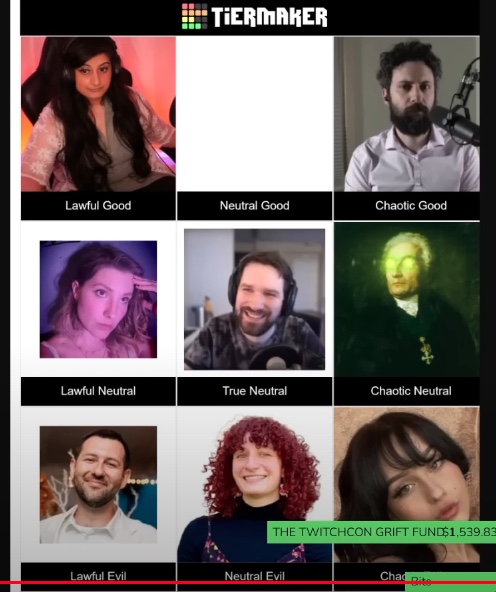 TiERMAKER
Lawful Good
Neutral Good
Chaotic Good
Lawful Neutral
True Neutral
Chaotic Neutral
THE TWITCHCON GRIFT FUND $1,539.83
Lawful Evil
Neutral Evil
Bits